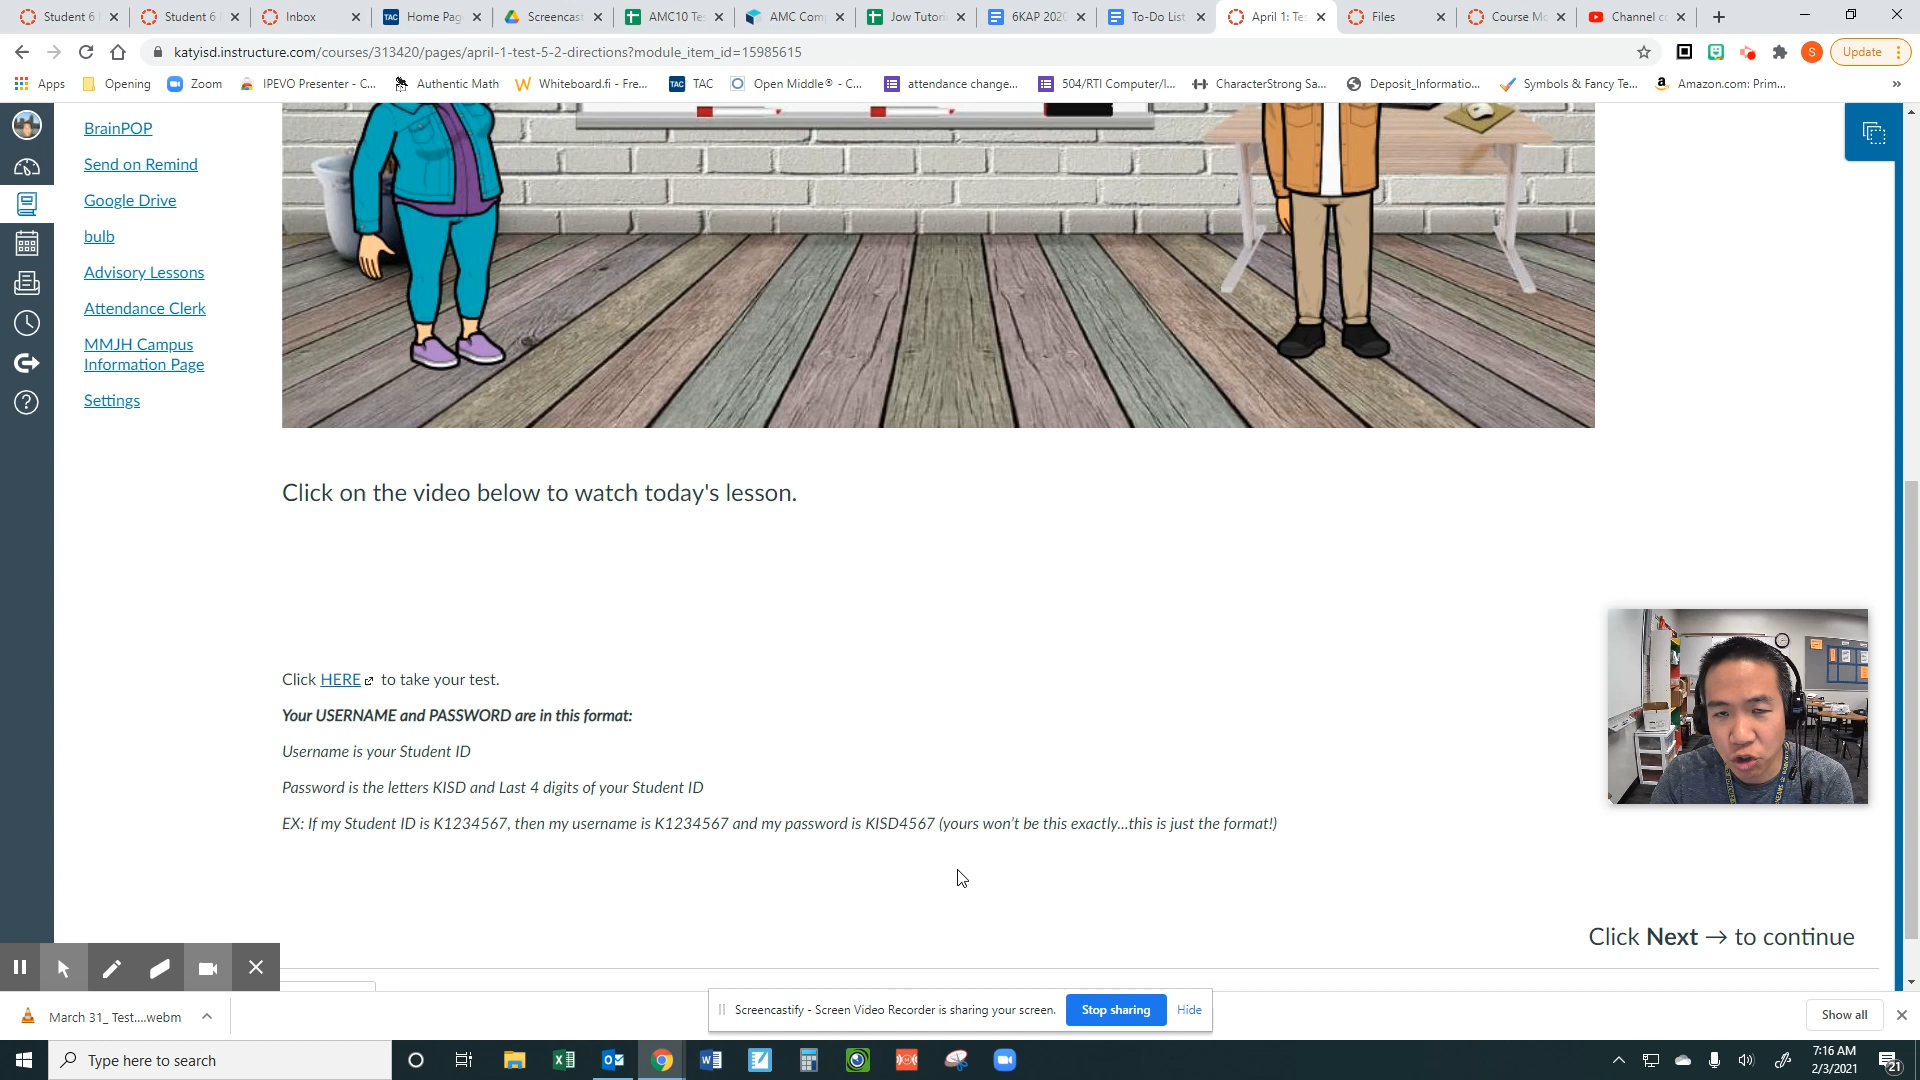 Student 6
Student 6
Inbox
TAC Home Pag
Screencast
AMC10 Te
AMC Com
Jow Tutori
6KAP 2020
To-Do List
April 1: Te
Files
Course Mo
Channel c
katyisd.instructure.com/courses/313420/pages/april-1-test-5-2-directions?module_item_id=15985615
S
Update
Apps
Opening
Zoom
IPEVO Presenter - C...
Authentic Math
Whiteboard.fi - Fre...
TAC TAC
Open Middle® - C...
attendance change...
504/RTI Computer/I...
CharacterStrong Sa...
Deposit_Informatio...
Symbols & Fancy Te...
Amazon.com: Prim...
»
BrainPOP
Send on Remind
Google Drive
bulb
Advisory Lessons
Attendance Clerk
MMJH Campus
Information Page
Settings
Click on the video below to watch today's lesson.
Click HERE to take your test.
Your USERNAME and PASSWORD are in this format:
Username is your Student ID
Password is the letters KISD and Last 4 digits of your Student ID
EX: If my Student ID is K1234567, then my username is K1234567 and my password is KISD4567 (yours won't be this exactly...this is just the format!)
Click Next → to continue
March 31_ Test....webm
Screencastify - Screen Video Recorder is sharing your screen.
Stop sharing
Hide
Show all
Type here to search
7:16 AM
2/3/2021
21